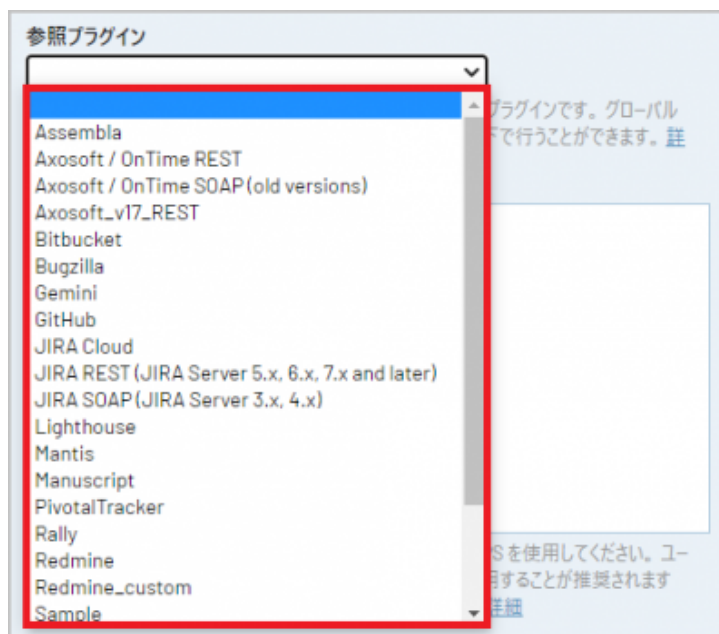 参照プラグイン
プラグインです。グローバル
下で行うことができます。詳
Assembla
Axosoft / OnTime REST
Axosoft / OnTime SOAP (old versions)
Axosoft_v17_REST
Bitbucket
Bugzilla
Gemini
GitHub
JIRA Cloud
JIRA REST (JIRA Server 5.x, 6.x, 7.x and later)
JIRA SOAP (JIRA Server 3.x, 4.x)
Lighthouse
Mantis
Manuscript
PivotalTracker
Rally
Redmine
Redmine_custom
Sample
PS を使用してください。ユー
用することが推奨されます
詳細